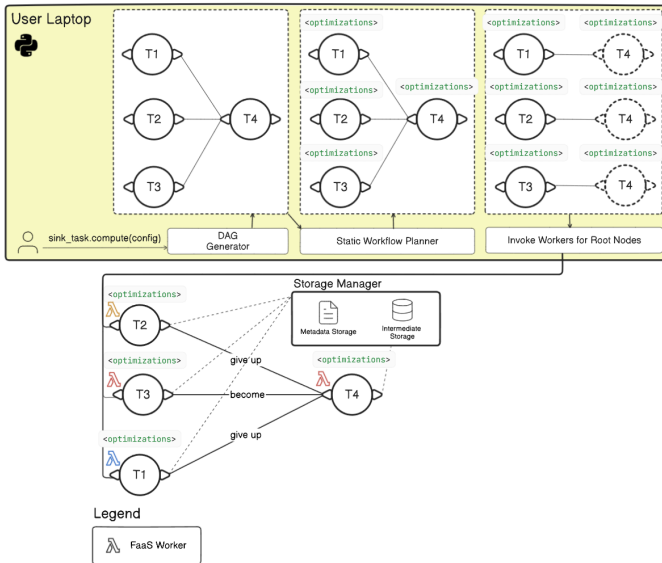 User Laptop
T1
T2
T3
T4
<optimizations>
T1
<optimizations>
T2
<optimizations>
T3
<optimizations>
T4
<optimizations>
<optimizations>
T1
T4
<optimizations>
<optimizations>
T2
T4
<optimizations>
<optimizations>
T3
T4
sink_task.compute(config)
DAG
Generator
Static Workflow Planner
Invoke Workers for Root Nodes
Storage Manager
Metadata Storage
Intermediate
Storage
<optimizations>
T2
give up
<optimizations>
T3
become
<optimizations>
T4
<optimizations>
T1
give up
Legend
FaaS Worker